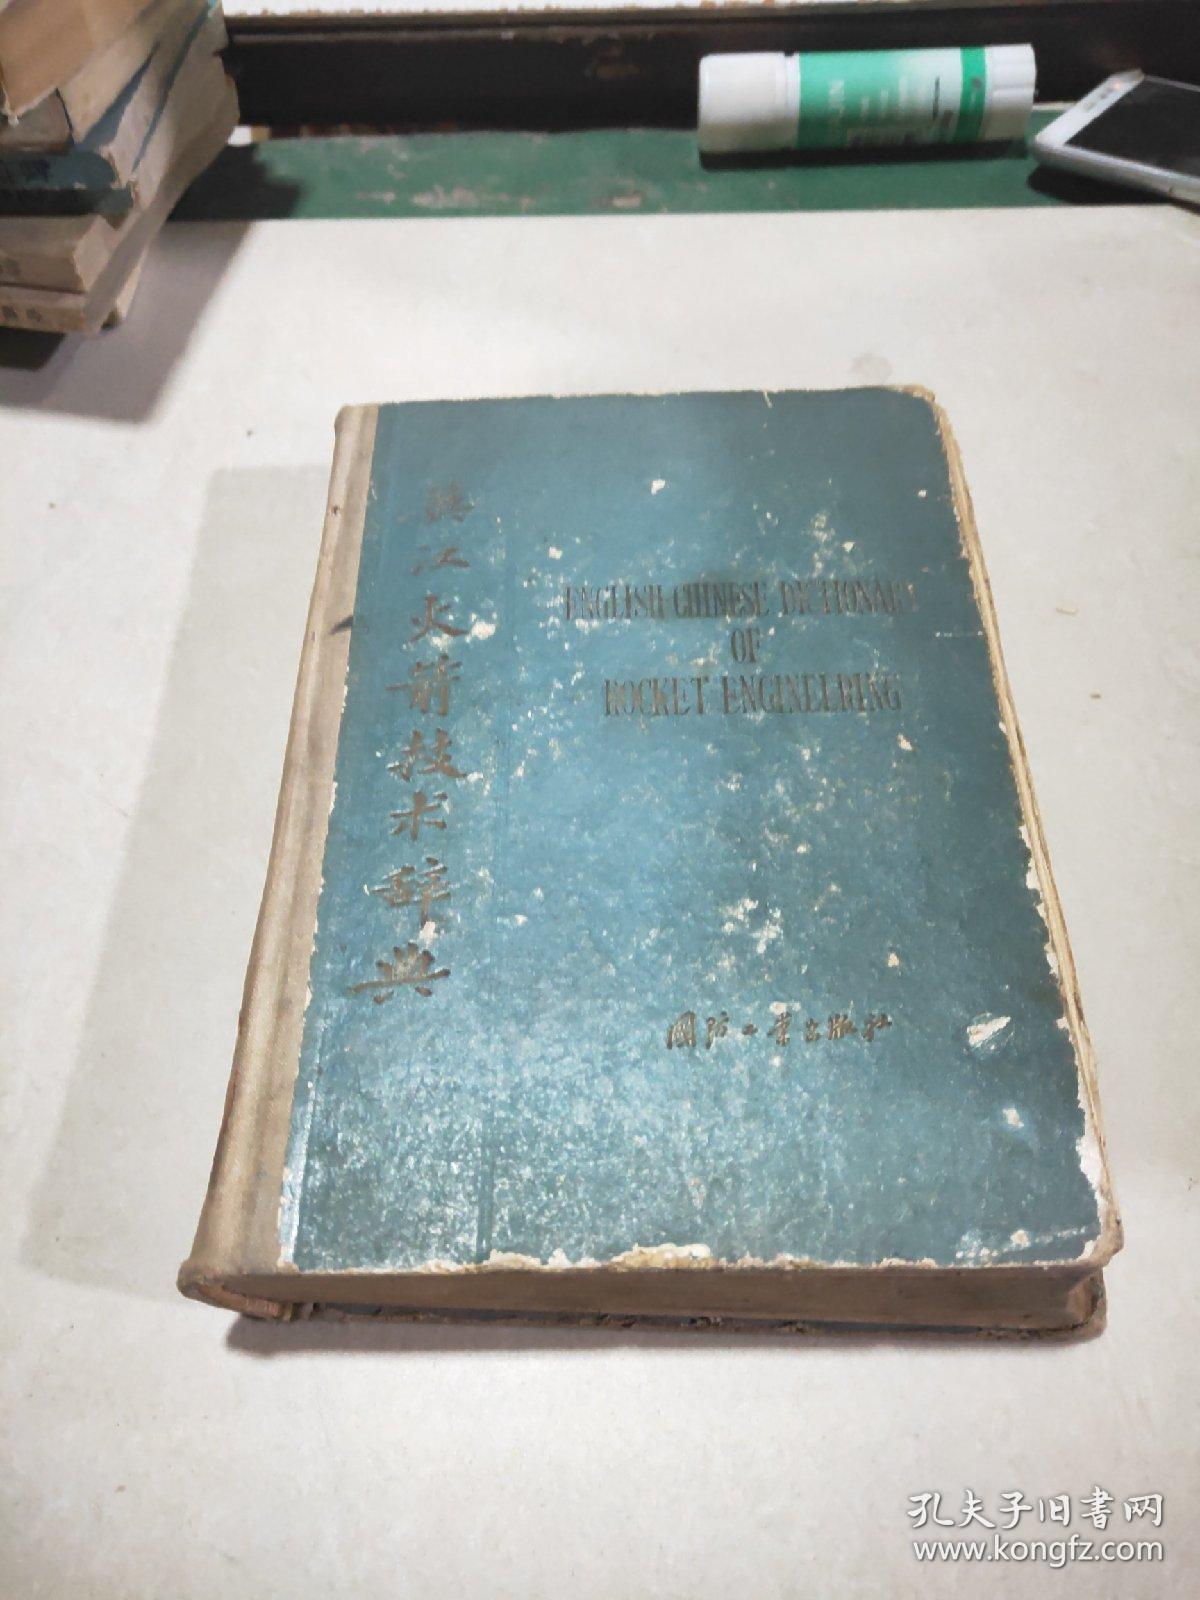 英汉火箭技术辞典
ENGLISH-CHINESE DICTIONARY
OF
ROCKET ENGINEERING
國防工業出版社
孔夫子旧书网
www.kongfz.com